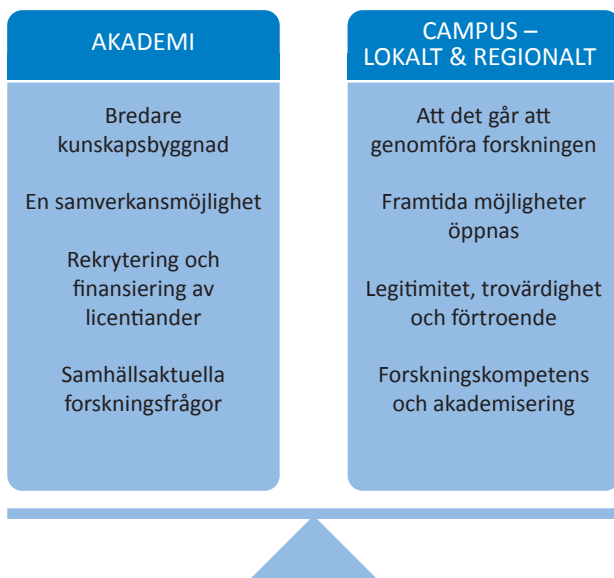 AKADEMI
Bredare
kunskapsbyggnad
En samverkansmöjlighet
Rekrytering och
finansiering av
licentiander
Samhällsaktuella
forskningsfrågor
CAMPUS –
LOKALT & REGIONALT
Att det går att
genomföra forskningen
Framtida möjligheter
öppnas
Legitimitet, trovärdighet
och förtroende
Forskningskompetens
och akademisering